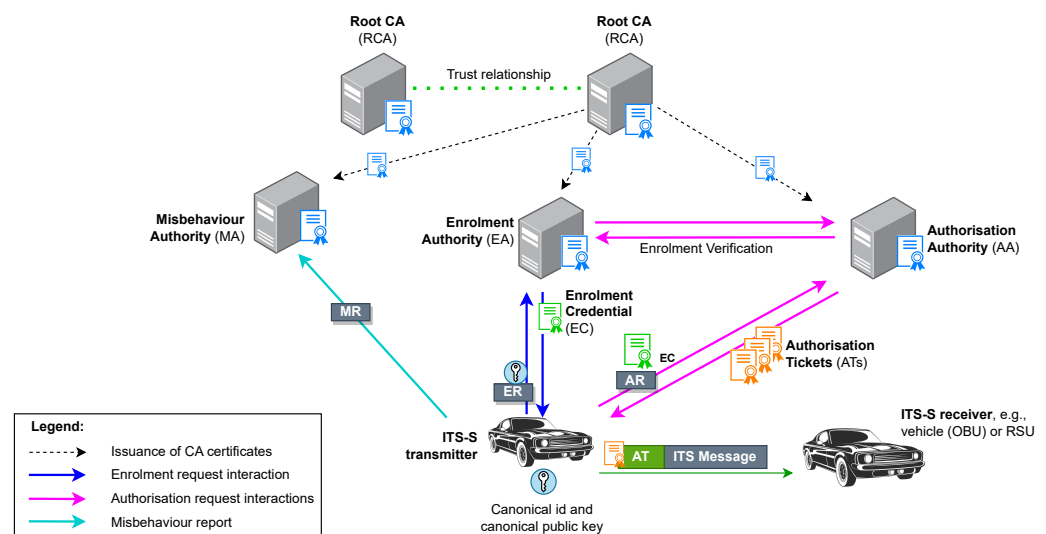 Root CA
(RCA)
Root CA
(RCA)
Trust relationship
Misbehaviour
Authority (MA)
Enrolment
Authority (EA)
Enrolment Verification
Authorisation
Authority (AA)
MR
Enrolment
Credential
(EC)
EC
AR
Authorisation
Tickets (ATs)
ER
ITS-S
transmitter
AT
ITS Message
ITS-S receiver, e.g.,
vehicle (OBU) or RSU
Canonical id and
canonical public key
Legend:
Issuance of CA certificates
Enrolment request interaction
Authorisation request interactions
Misbehaviour report